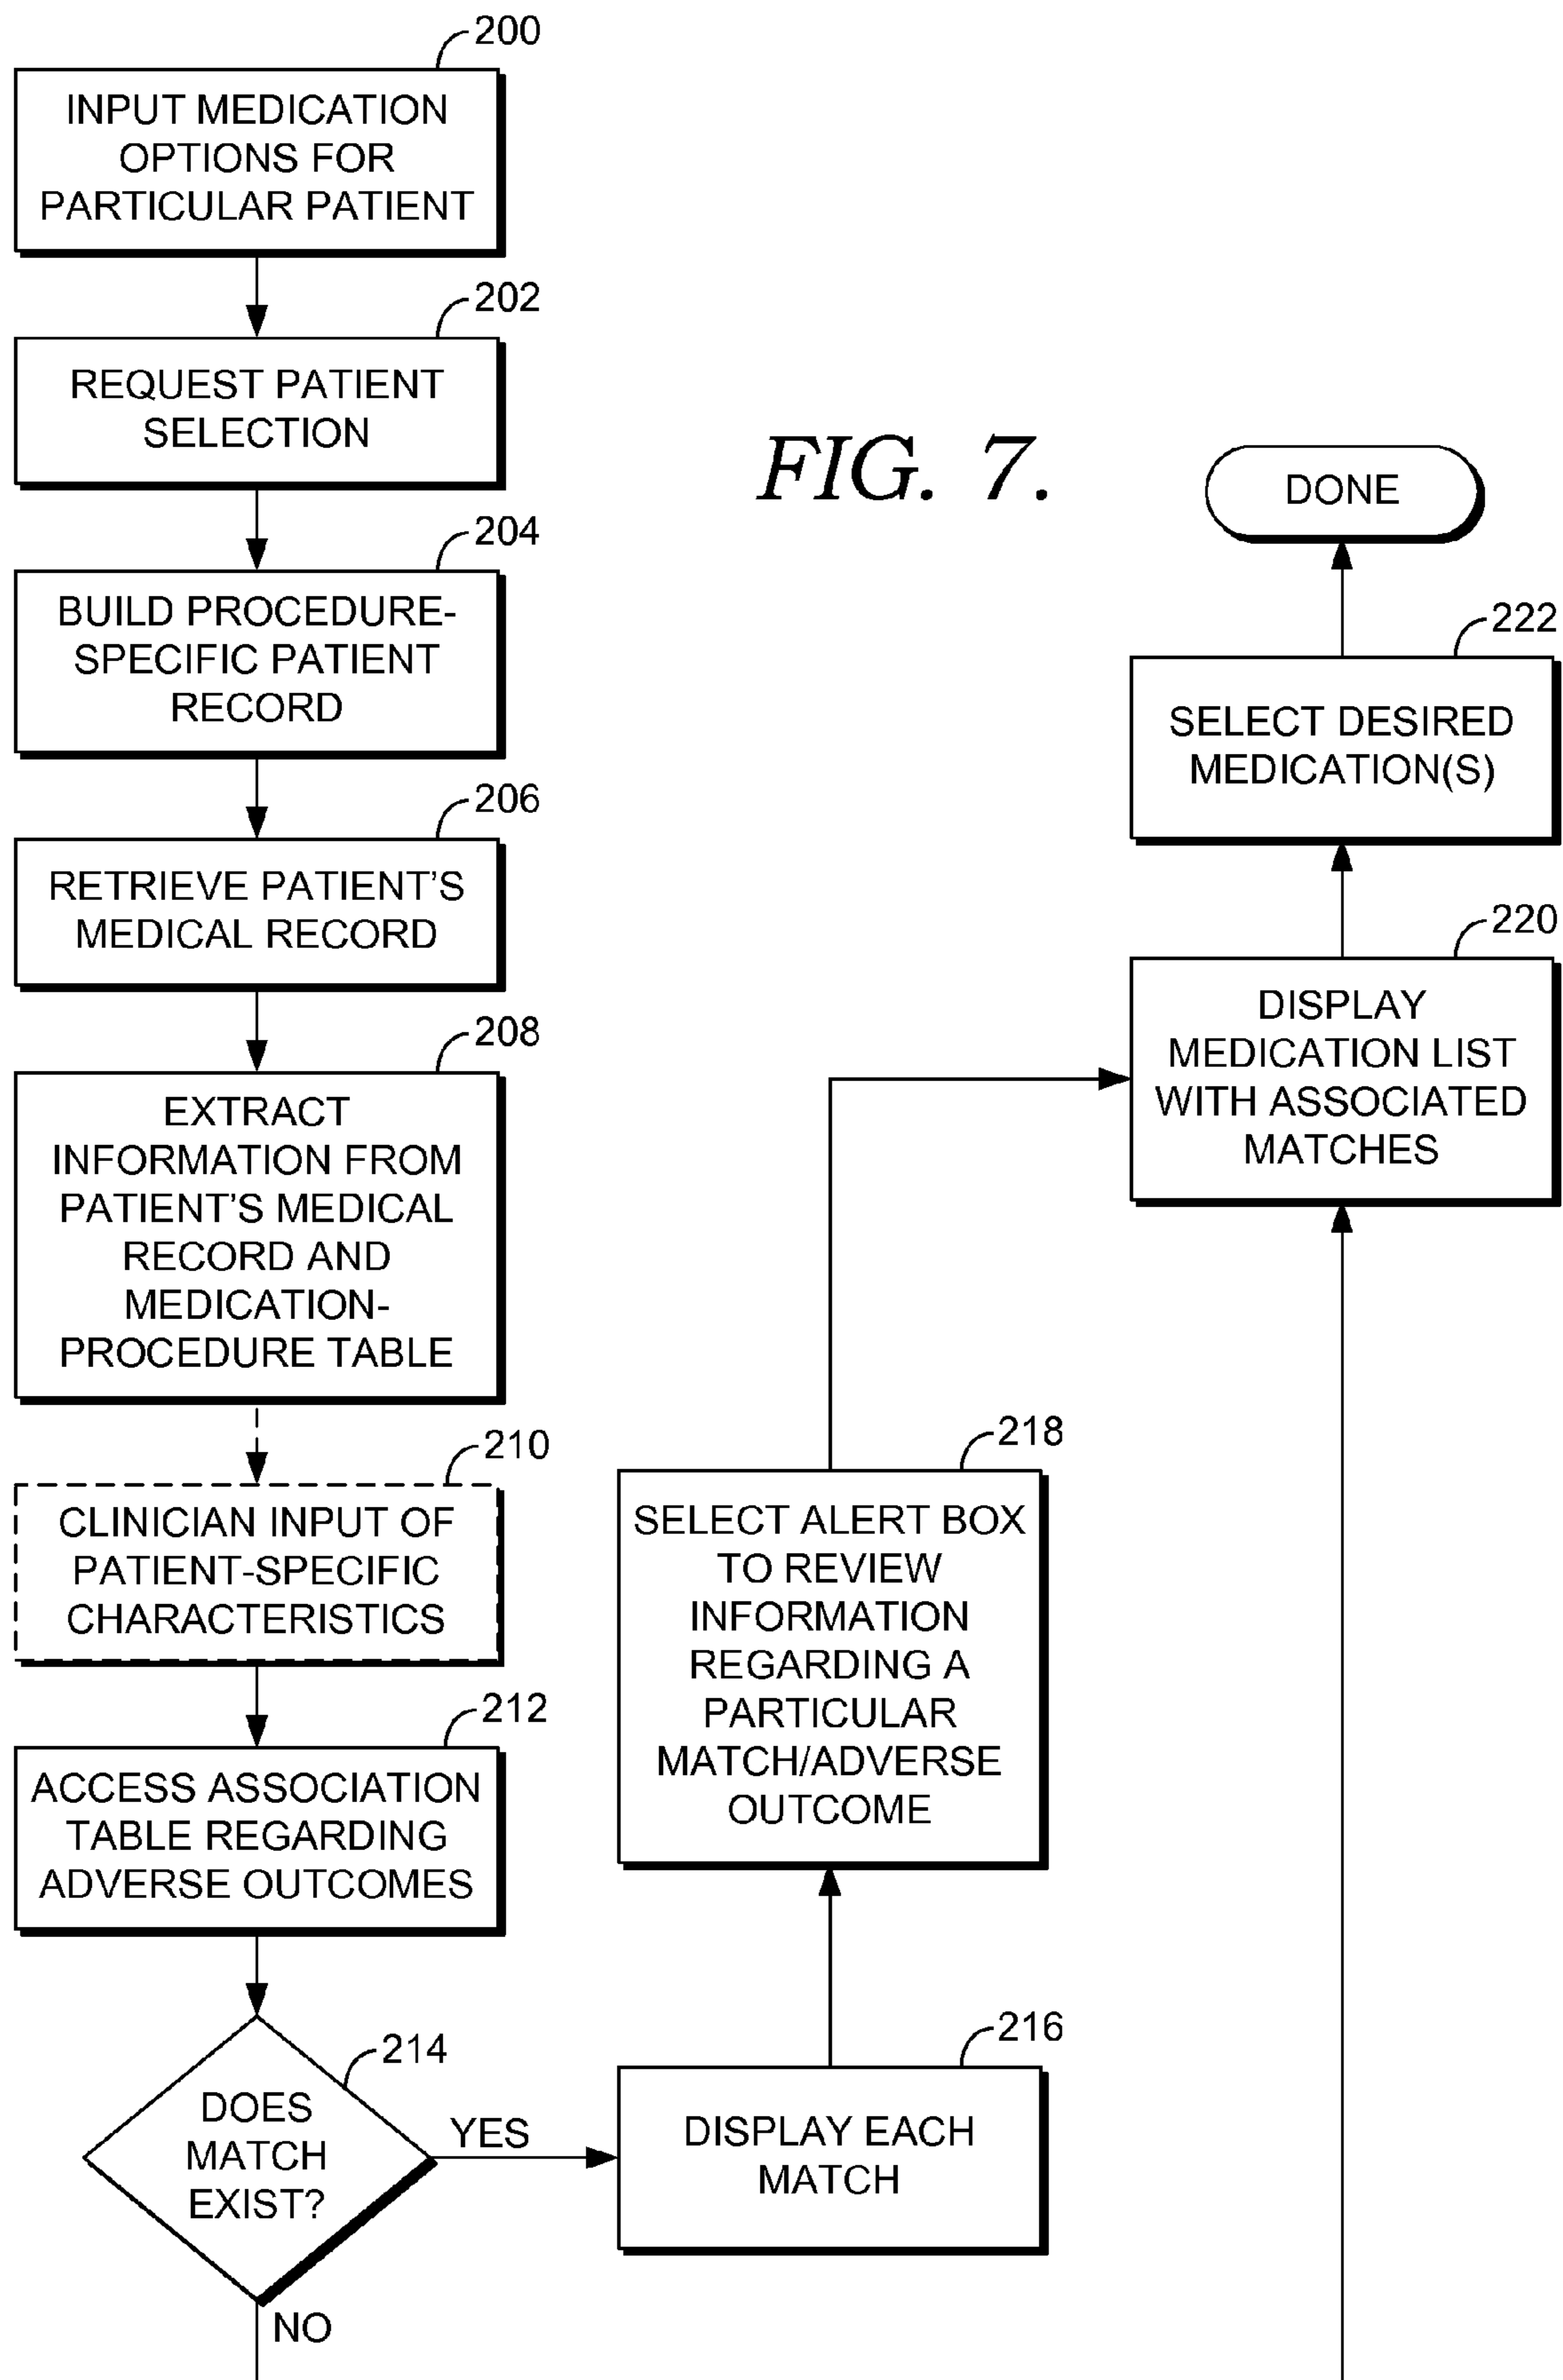 200
INPUT MEDICATION
OPTIONS FOR
PARTICULAR PATIENT
202
REQUEST PATIENT
SELECTION
204
BUILD PROCEDURE-
SPECIFIC PATIENT
RECORD
206
RETRIEVE PATIENT'S
MEDICAL RECORD
208
EXTRACT
INFORMATION FROM
PATIENT'S MEDICAL
RECORD AND
MEDICATION-
PROCEDURE TABLE
210
CLINICIAN INPUT OF
PATIENT-SPECIFIC
CHARACTERISTICS
212
ACCESS ASSOCIATION
TABLE REGARDING
ADVERSE OUTCOMES
214
DOES
MATCH
EXIST?
YES
NO
216
DISPLAY EACH
MATCH
218
SELECT ALERT BOX
TO REVIEW
INFORMATION
REGARDING A
PARTICULAR
MATCH/ADVERSE
OUTCOME
220
DISPLAY
MEDICATION LIST
WITH ASSOCIATED
MATCHES
222
SELECT DESIRED
MEDICATION(S)
DONE
FIG. 7.